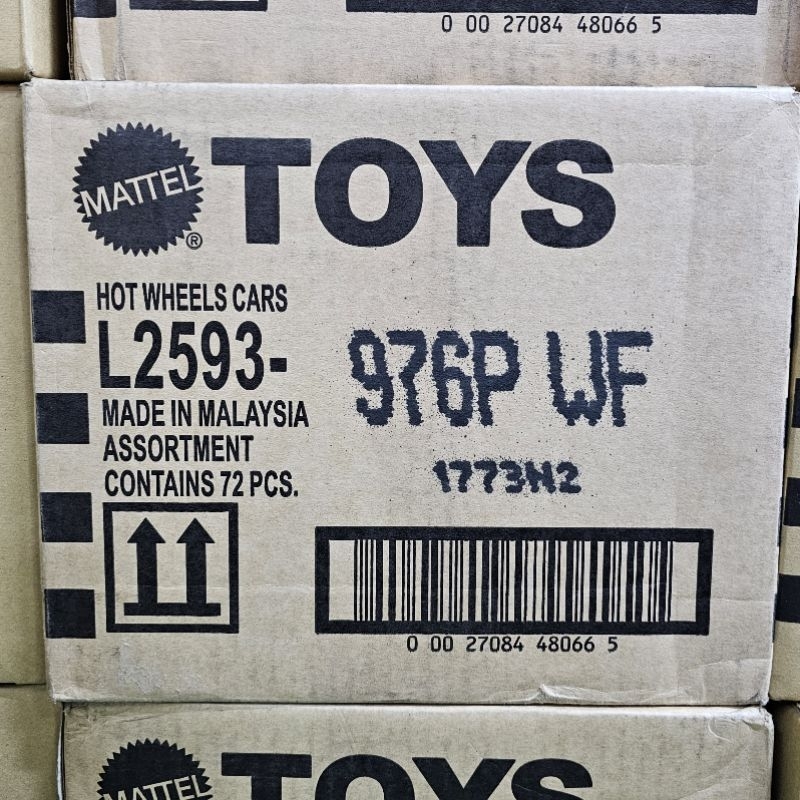 0 00 27084 48066 5
MATTEL TOYS
®
HOT WHEELS CARS
L2593- 976P WF
MADE IN MALAYSIA
ASSORTMENT 1773H2
CONTAINS 72 PCS.
0 00 27084 48066 5
MATTEL TOYS